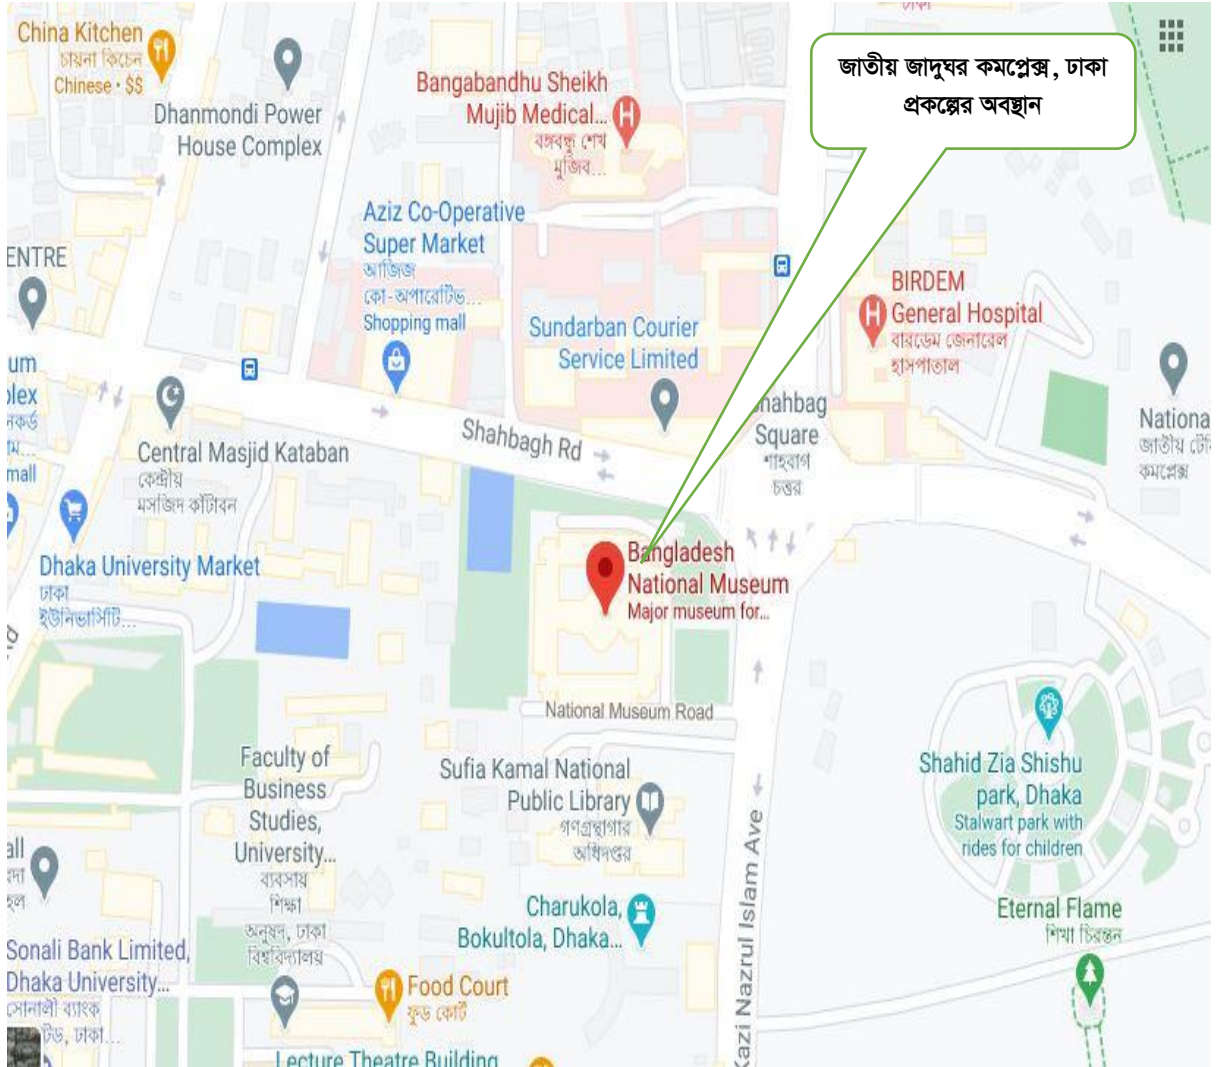 China Kitchen
চায়না কিচেন
Chinese • $$
Dhanmondi Power
House Complex
Bangabandhu Sheikh
Mujib Medical...
বঙ্গবন্ধু শেখ
মুজিব...
জাতীয় জাদুঘর কমপ্লেক্স, ঢাকা
প্রকল্পের অবস্থান
Aziz Co-Operative
Super Market
আজিজ
কো-অপারেটিভ...
Shopping mall
ENTRE
BIRDEM
General Hospital
বারডেম জেনারেল
হাসপাতাল
Sundarban Courier
Service Limited
um
plex
mall
Central Masjid Kataban
কেন্দ্রীয়
মসজিদ কাঁটাবন
Shahbagh Rd
Shahbag
Square
শাহবাগ
চত্তর
Nationa
জাতীয় টেনি
কমপ্লেক্স
Dhaka University Market
ঢাকা
ইউনিভার্সিটি...
Bangladesh
National Museum
Major museum for...
National Museum Road
Faculty of
Business
Studies,
University...
ব্যবসায়
শিক্ষা
অনুষদ, ঢাকা
বিশ্ববিদ্যালয়
Sufia Kamal National
Public Library
গণগ্রন্থাগার
অধিদপ্তর
Shahid Zia Shishu
park, Dhaka
Stalwart park with
rides for children
all
হল
Charukola,
Bokultola, Dhaka...
Kazi Nazrul Islam Ave
Eternal Flame
শিখা চিরন্তন
Sonali Bank Limited,
Dhaka University...
সোনালী ব্যাংক
টিড, ঢাকা...
Food Court
ফুড কোর্ট
Lecture Theatre Building